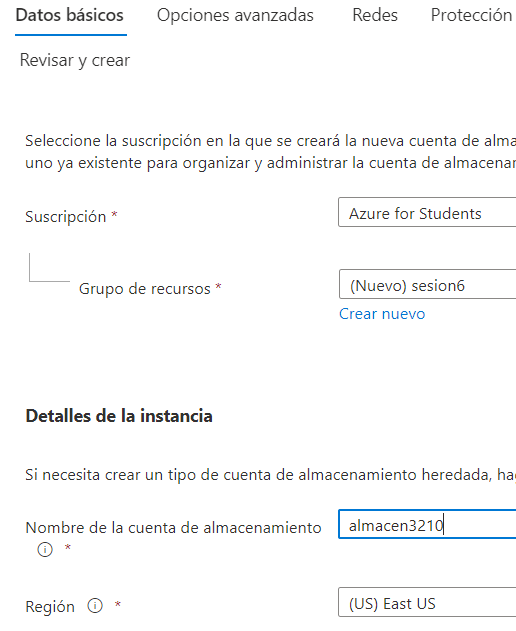 Datos básicos Opciones avanzadas Redes Protección
Revisar y crear
Seleccione la suscripción en la que se creará la nueva cuenta de alma
uno ya existente para organizar y administrar la cuenta de almacenar
Suscripción * Azure for Students
Grupo de recursos * (Nuevo) sesion6
Crear nuevo
Detalles de la instancia
Si necesita crear un tipo de cuenta de almacenamiento heredada, ha
Nombre de la cuenta de almacenamiento almacen3210
*
Región * (US) East US